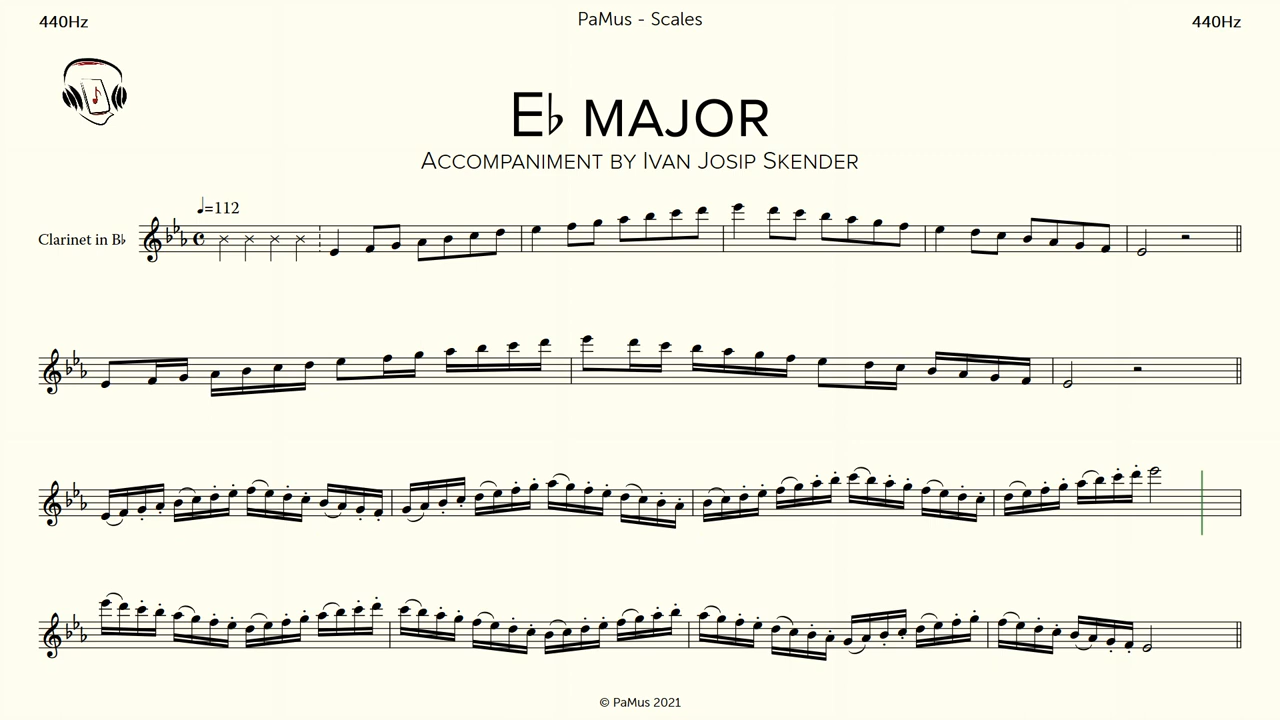 440Hz
PaMus - Scales
440Hz
E♭ MAJOR
ACCOMPANIMENT BY IVAN JOSIP SKENDER
♩=112
Clarinet in B♭
© PaMus 2021